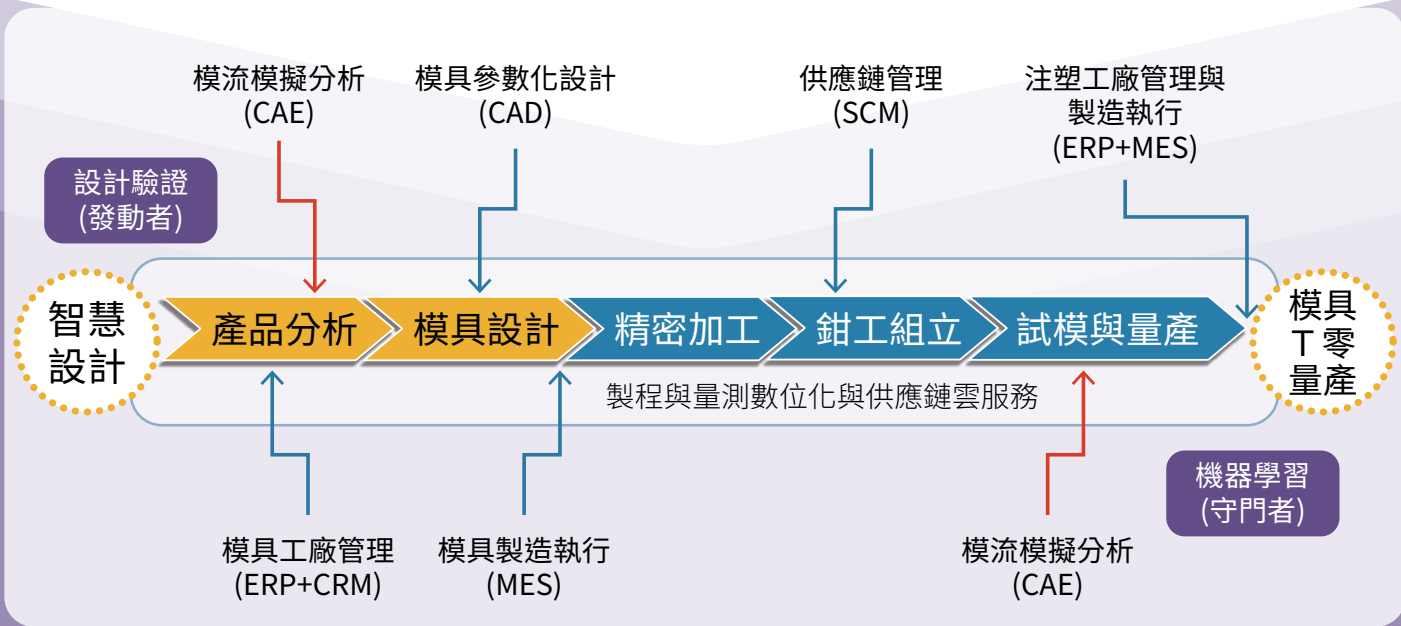 模流模擬分析
(CAE)
模具參數化設計
(CAD)
供應鏈管理
(SCM)
注塑工廠管理與
製造執行
(ERP+MES)
設計驗證
(發動者)
智慧
設計
產品分析
模具設計
精密加工
鉗工組立
試模與量產
模具
T零
量產
製程與量測數位化與供應鏈雲服務
機器學習
(守門者)
模具工廠管理
(ERP+CRM)
模具製造執行
(MES)
模流模擬分析
(CAE)